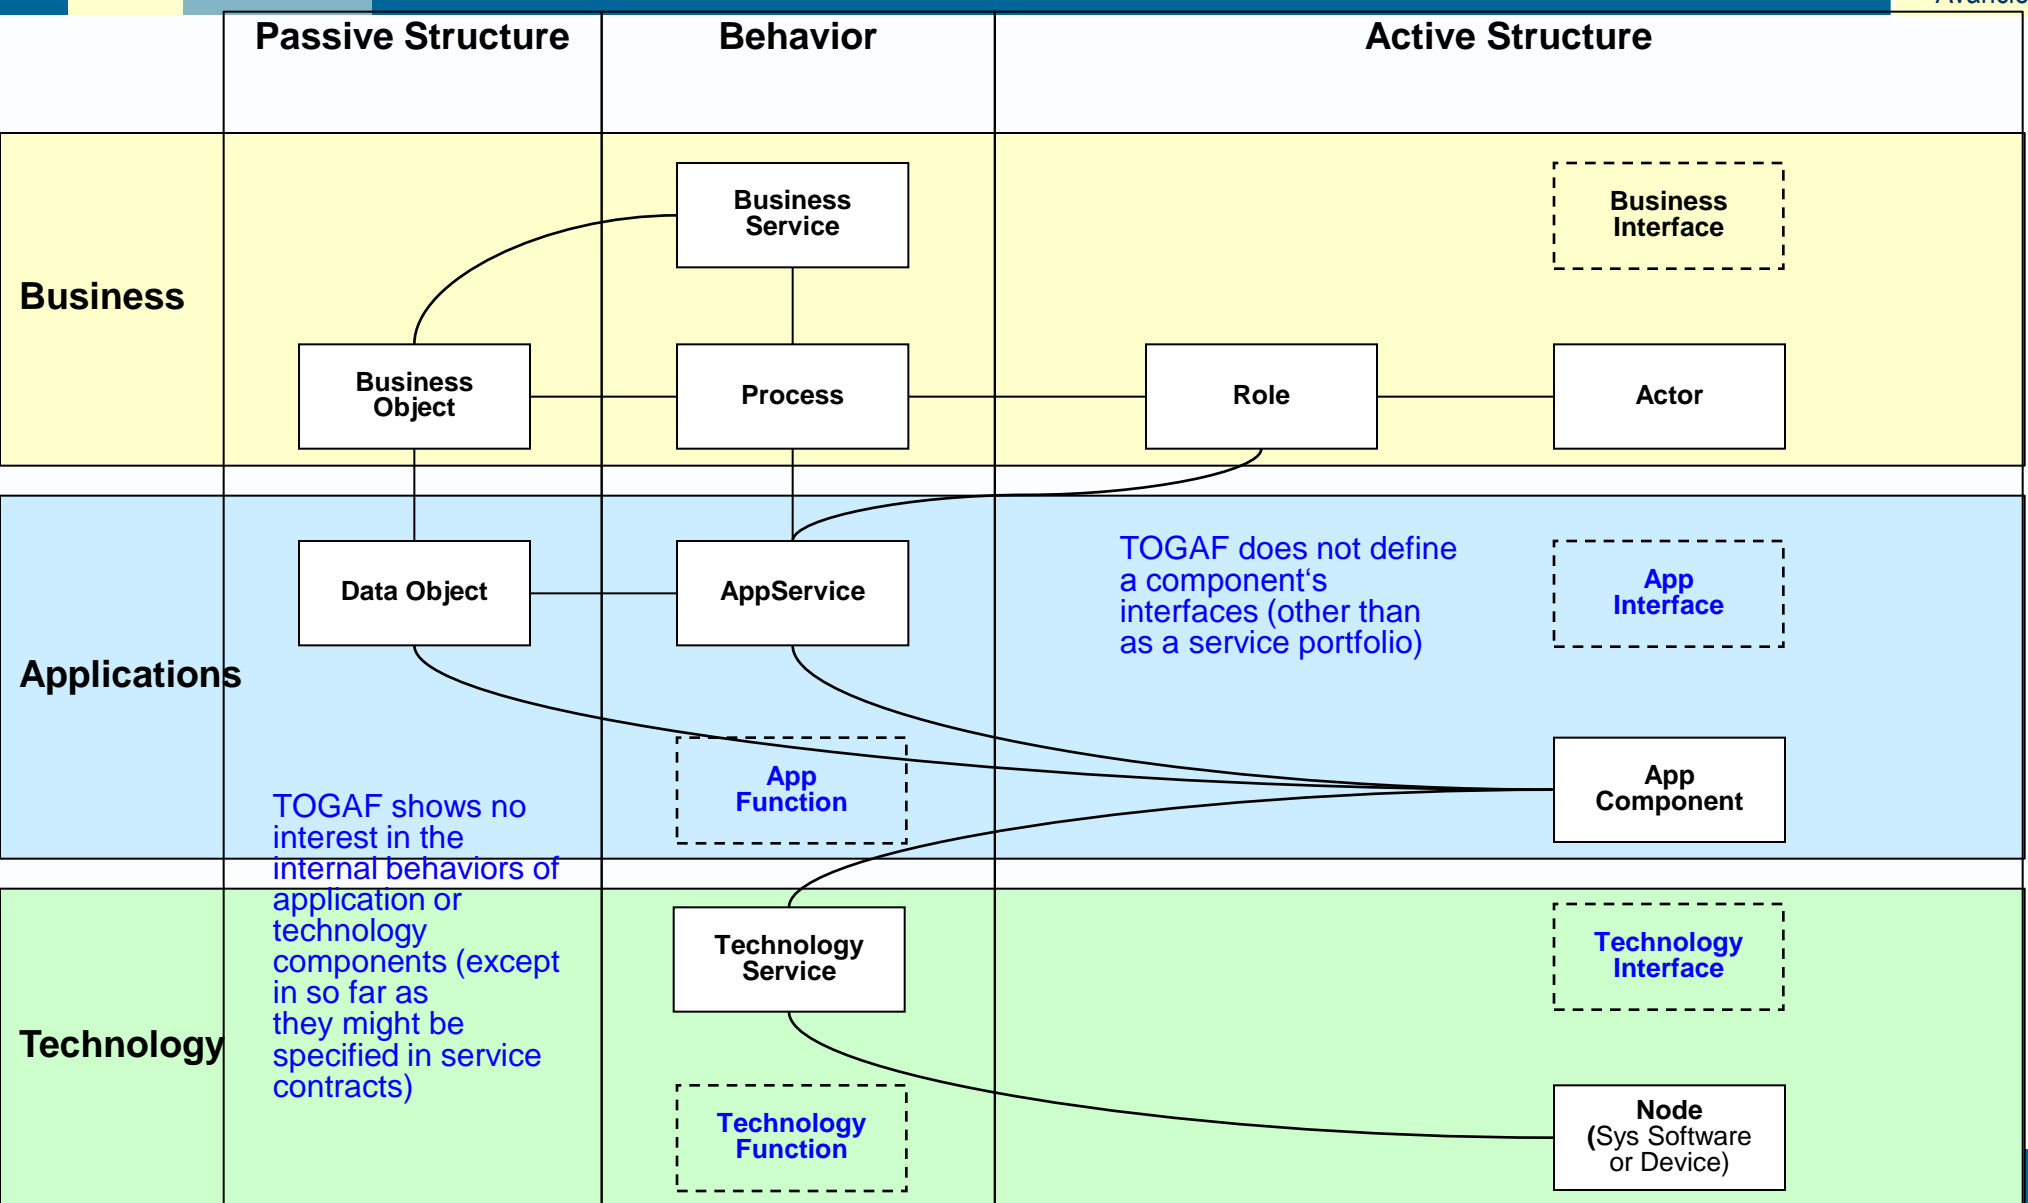 Passive Structure
Behavior
Active Structure
Business
Business
Service
Business
Interface
Business
Object
Process
Role
Actor
Applications
Data Object
AppService
TOGAF does not define
a component‘s
interfaces (other than
as a service portfolio)
App
Interface
App
Function
App
Component
TOGAF shows no
interest in the
internal behaviors of
application or
technology
components (except
in so far as
they might be
specified in service
contracts)
Technology
Technology
Service
Technology
Interface
Technology
Function
Node
(Sys Software
or Device)